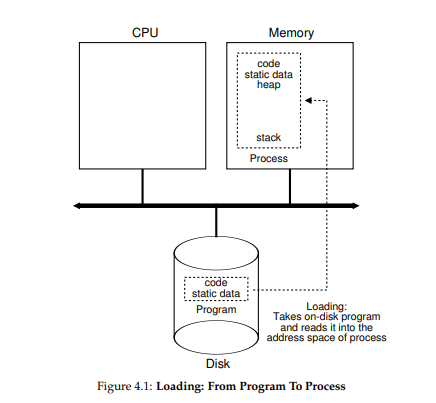 CPU
Memory
code
static data
heap
stack
Process
code
static data
Program
Loading:
Takes on-disk program
and reads it into the
address space of process
Disk
Figure 4.1: Loading: From Program To Process